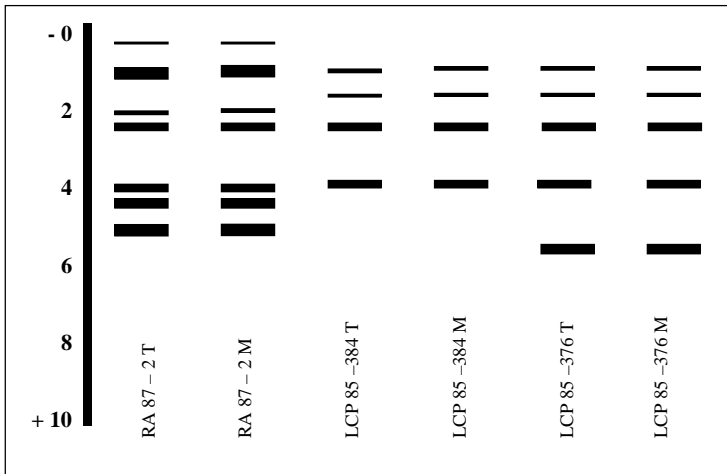 - 0
2
4
6
8
+ 10
RA 87 – 2 T
RA 87 – 2 M
LCP 85 –384 T
LCP 85 –384 M
LCP 85 –376 T
LCP 85 –376 M